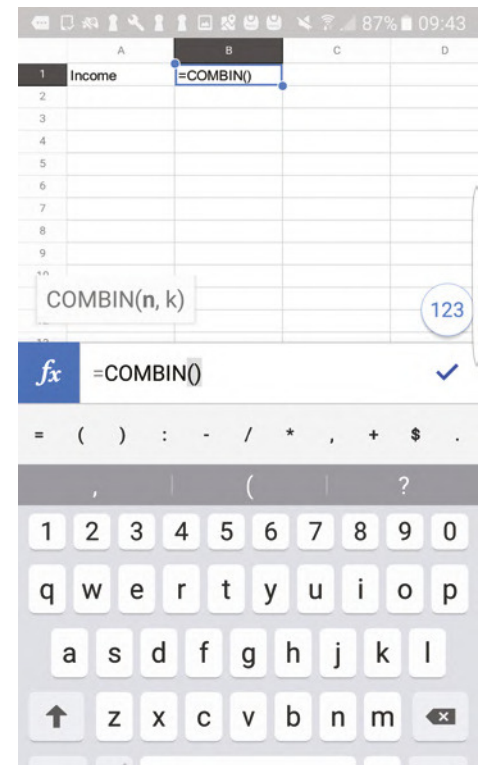 87% 09:43
A B C D
1 Income =COMBIN()
2
3
4
5
6
7
8
9
COMBIN(n, k)
123
fx =COMBIN()
= ( ) : - / * , + $ .
, ( ?
1 2 3 4 5 6 7 8 9 0
q w e r t y u i o p
a s d f g h j k l
z x c v b n m